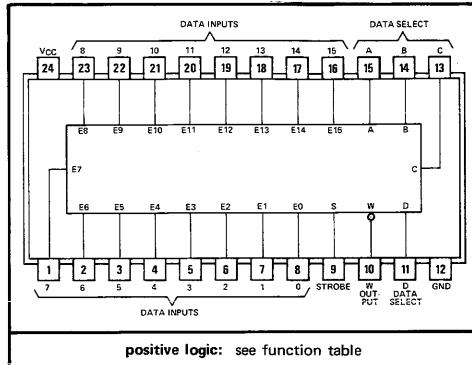 DATA INPUTS DATA SELECT
VCC 8 9 10 11 12 13 14 15 A B C
24 23 22 21 20 19 18 17 16 15 14 13
E8 E9 E10 E11 E12 E13 E14 E15 A B
E7 C
E6 E5 E4 E3 E2 E1 E0 S W D
1 2 3 4 5 6 7 8 9 10 11 12
7 6 5 4 3 2 1 0 STROBE W D GND
OUT- DATA
PUT SELECT
DATA INPUTS
positive logic: see function table